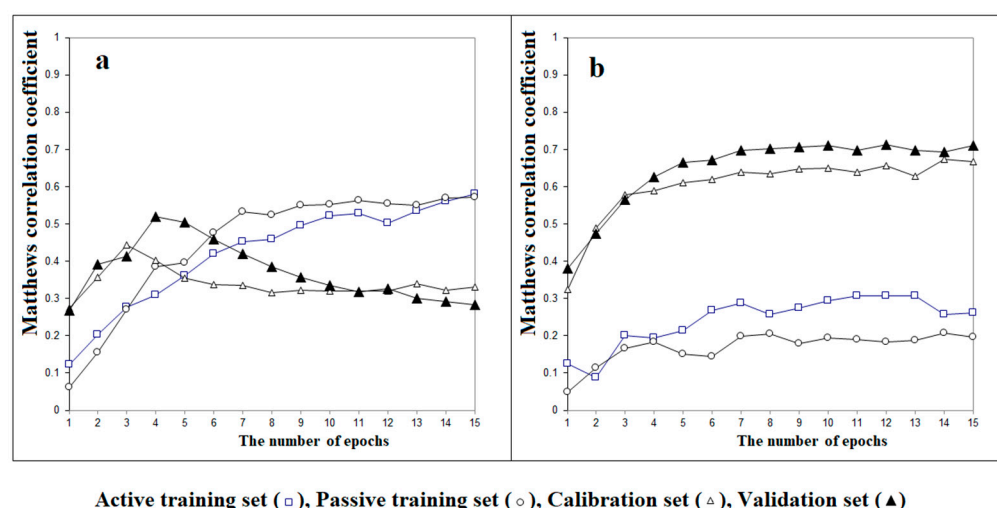 a
Matthews correlation coefficient
1
0.9
0.8
0.7
0.6
0.5
0.4
0.3
0.2
0.1
0
1 2 3 4 5 6 7 8 9 10 11 12 13 14 15
The number of epochs
b
Matthews correlation coefficient
1
0.9
0.8
0.7
0.6
0.5
0.4
0.3
0.2
0.1
0
1 2 3 4 5 6 7 8 9 10 11 12 13 14 15
The number of epochs
Active training set (□), Passive training set (○), Calibration set (△), Validation set (▲)